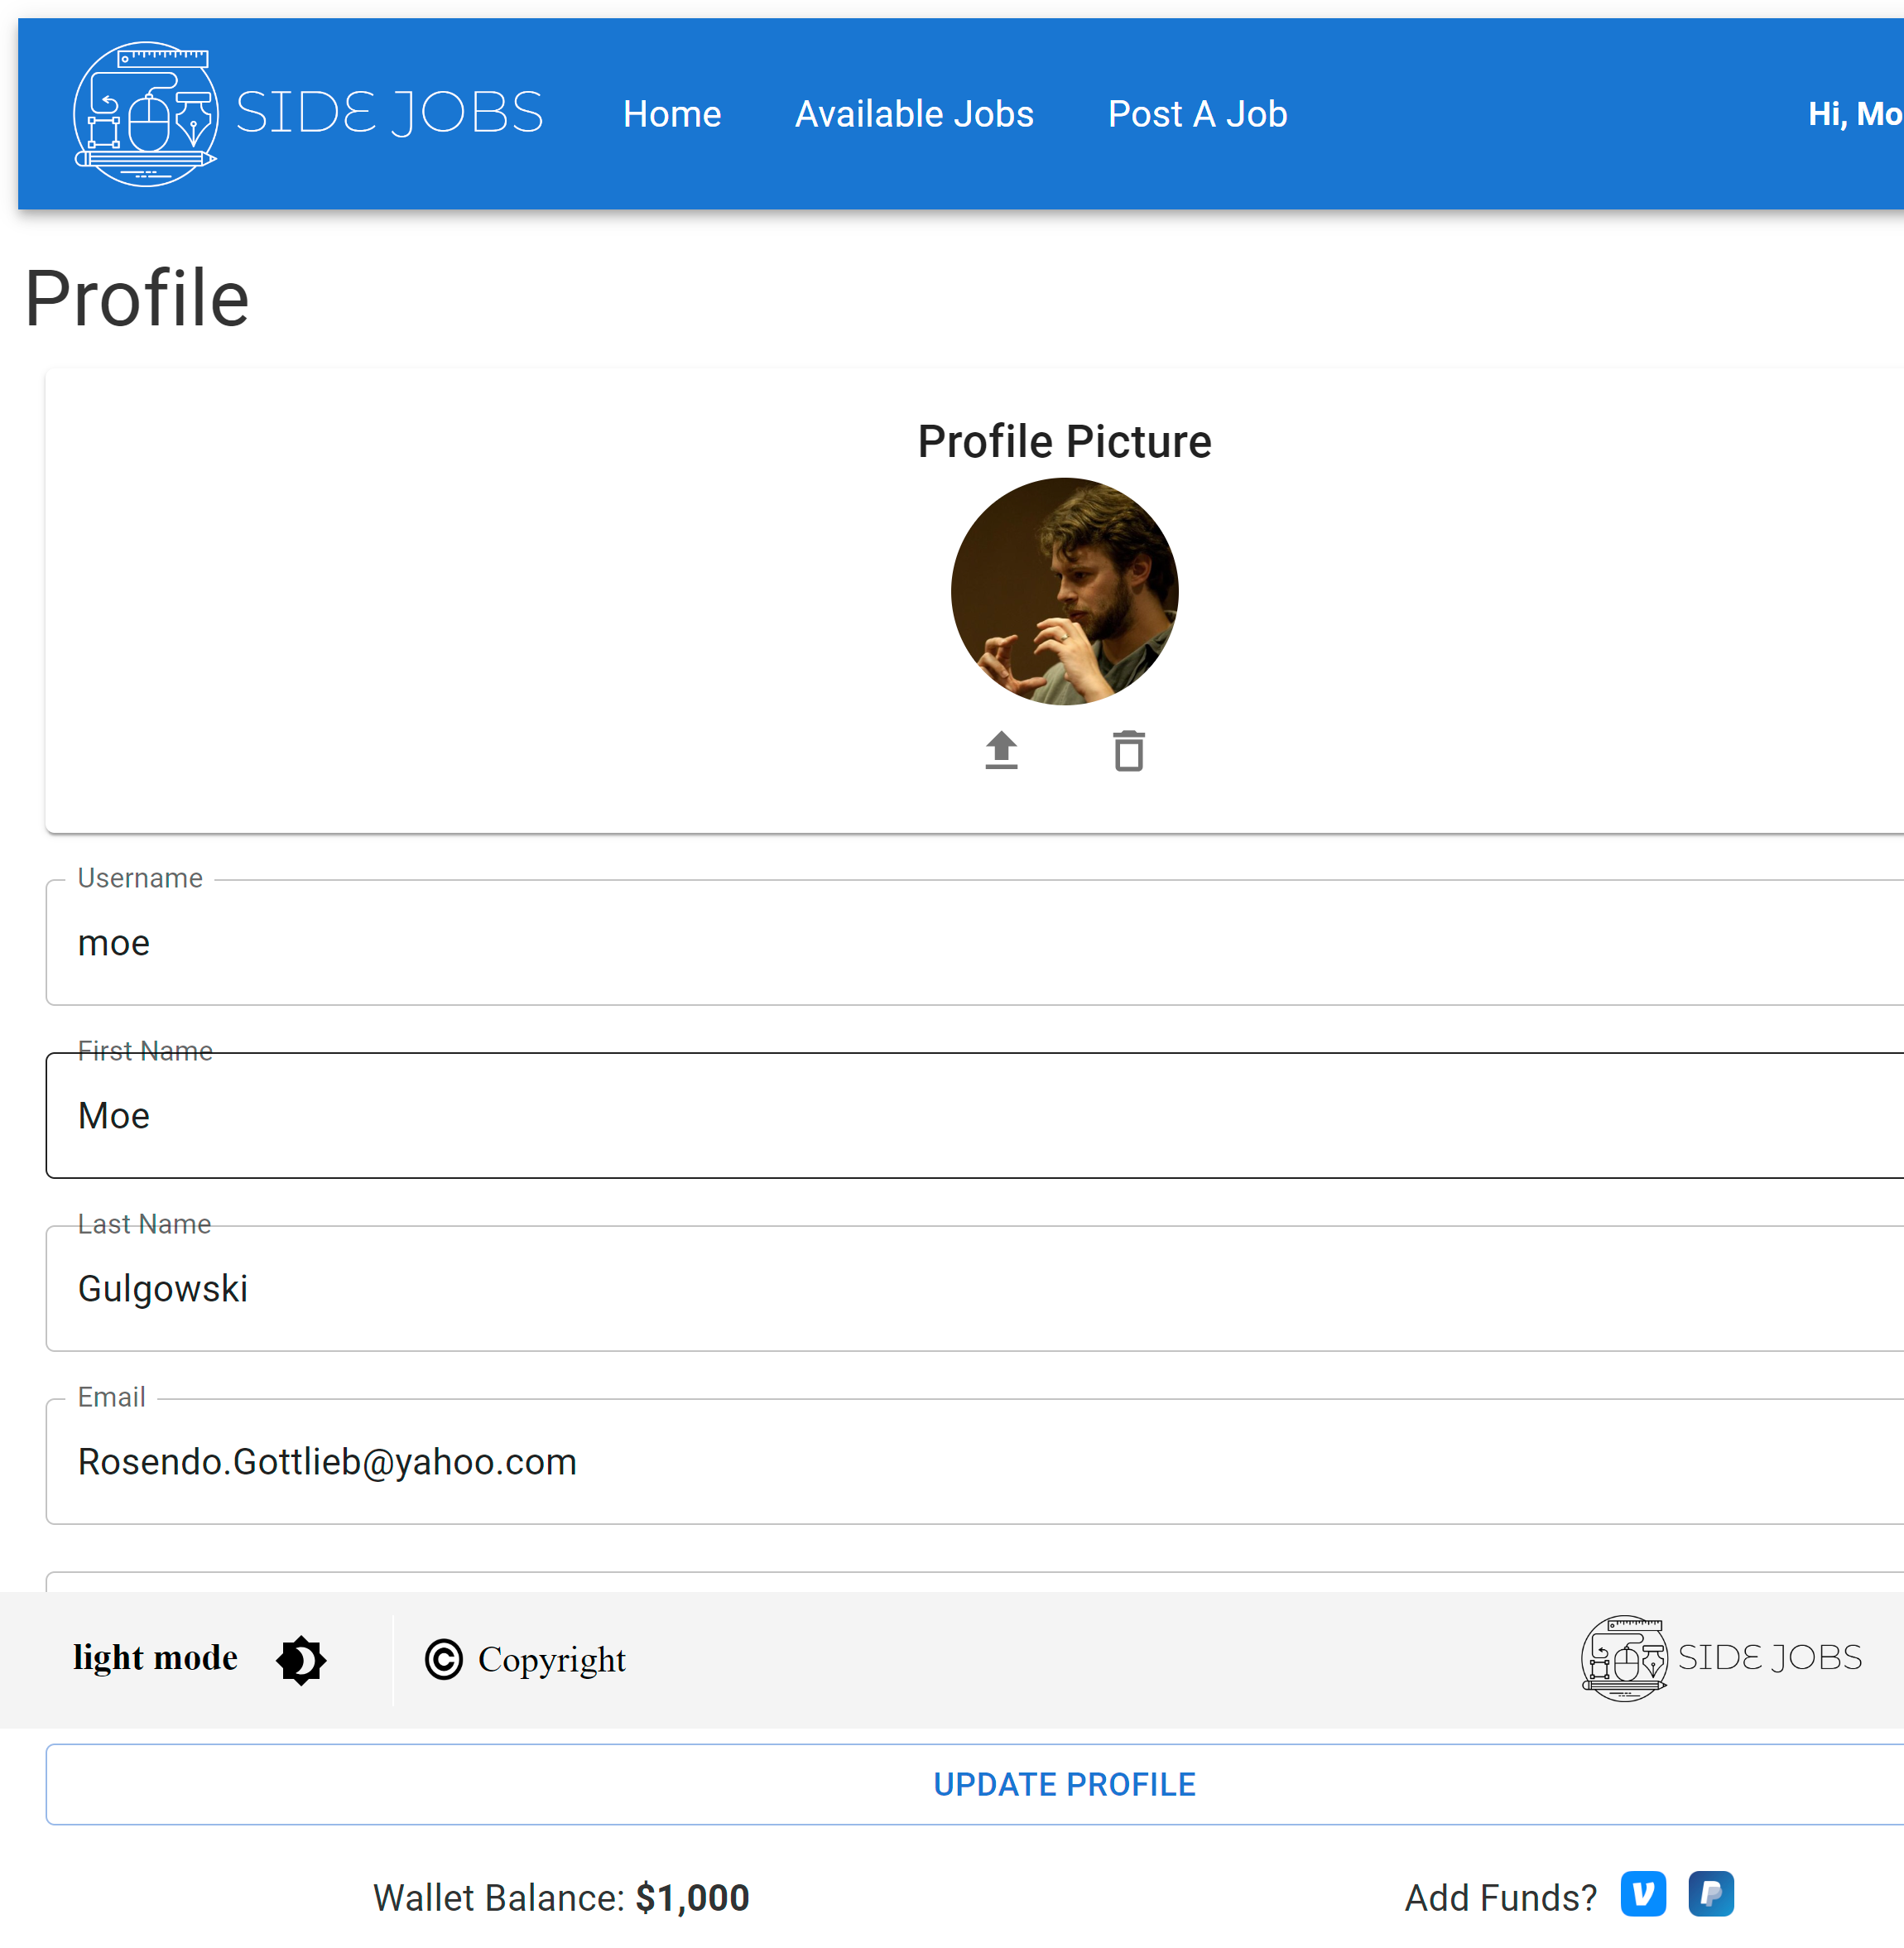 SIDE JOBS Home Available Jobs Post A Job Hi, Mo
Profile
Profile Picture
Username
moe
First Name
Moe
Last Name
Gulgowski
Email
Rosendo.Gottlieb@yahoo.com
light mode © Copyright SIDE JOBS
UPDATE PROFILE
Wallet Balance: $1,000 Add Funds?